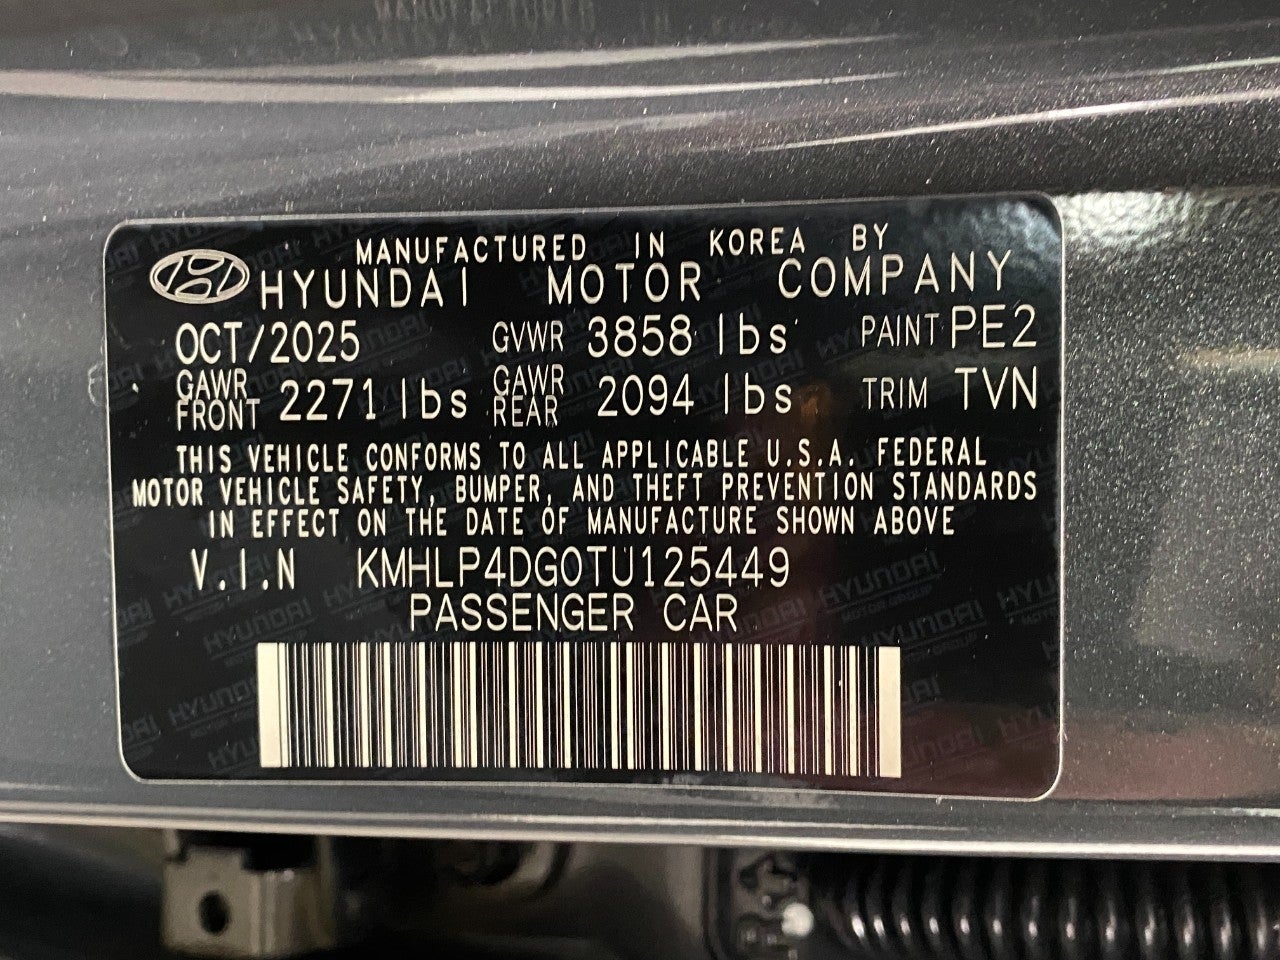 MANUFACTURED IN KOREA BY
HYUNDAI MOTOR COMPANY
OCT/2025 GVWR 3858 lbs PAINT PE2
GAWR FRONT 2271 lbs GAWR REAR 2094 lbs TRIM TVN
THIS VEHICLE CONFORMS TO ALL APPLICABLE U.S.A. FEDERAL
MOTOR VEHICLE SAFETY, BUMPER, AND THEFT PREVENTION STANDARDS
IN EFFECT ON THE DATE OF MANUFACTURE SHOWN ABOVE
V.I.N KMHLP4DG0TU125449
PASSENGER CAR